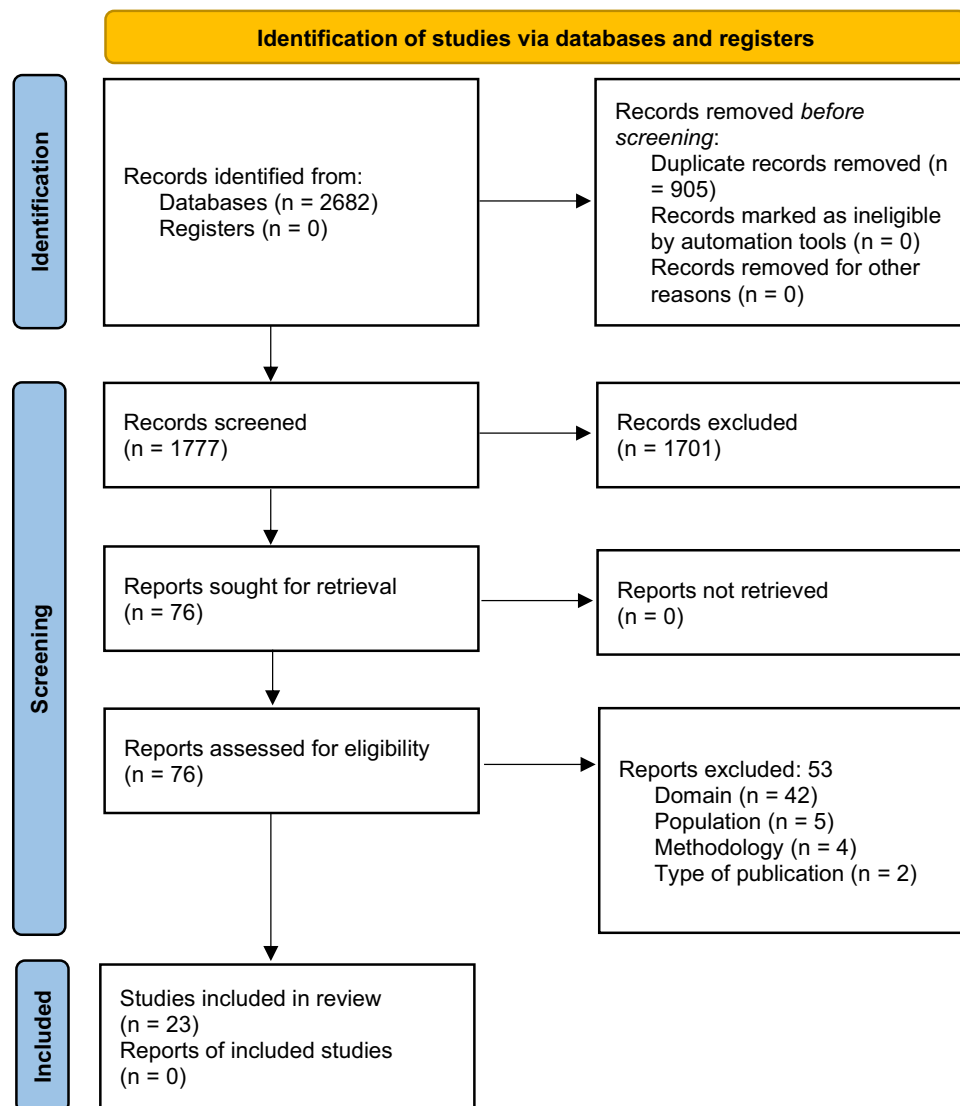 Identification of studies via databases and registers
Identification
Records identified from:
Databases (n = 2682)
Registers (n = 0)
Records removed before
screening:
Duplicate records removed (n
= 905)
Records marked as ineligible
by automation tools (n = 0)
Records removed for other
reasons (n = 0)
Screening
Records screened
(n = 1777)
Records excluded
(n = 1701)
Reports sought for retrieval
(n = 76)
Reports not retrieved
(n = 0)
Reports assessed for eligibility
(n = 76)
Reports excluded: 53
Domain (n = 42)
Population (n = 5)
Methodology (n = 4)
Type of publication (n = 2)
Included
Studies included in review
(n = 23)
Reports of included studies
(n = 0)